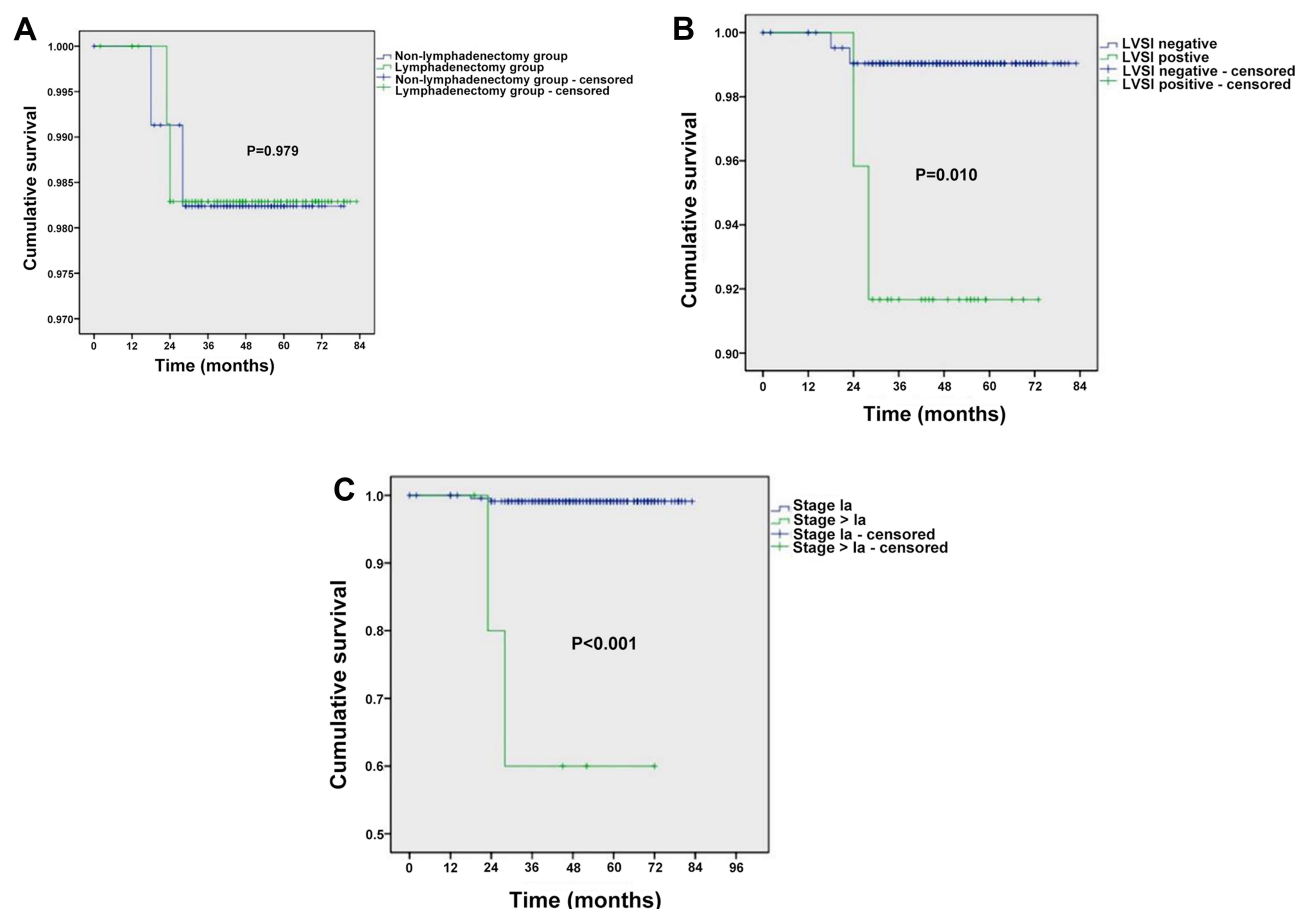 A
1.000
0.995
0.990
0.985
0.980
0.975
0.970
Cumulative survival
P=0.979
0 12 24 36 48 60 72 84
Time (months)
Non-lymphadenectomy group
Lymphadenectomy group
Non-lymphadenectomy group - censored
Lymphadenectomy group - censored
B
1.00
0.98
0.96
0.94
0.92
0.90
Cumulative survival
P=0.010
0 12 24 36 48 60 72 84
Time (months)
LVSI negative
LVSI postive
LVSI negative - censored
LVSI positive - censored
C
1.0
0.9
0.8
0.7
0.6
0.5
Cumulative survival
P<0.001
0 12 24 36 48 60 72 84 96
Time (months)
Stage Ia
Stage > Ia
Stage Ia - censored
Stage > Ia - censored